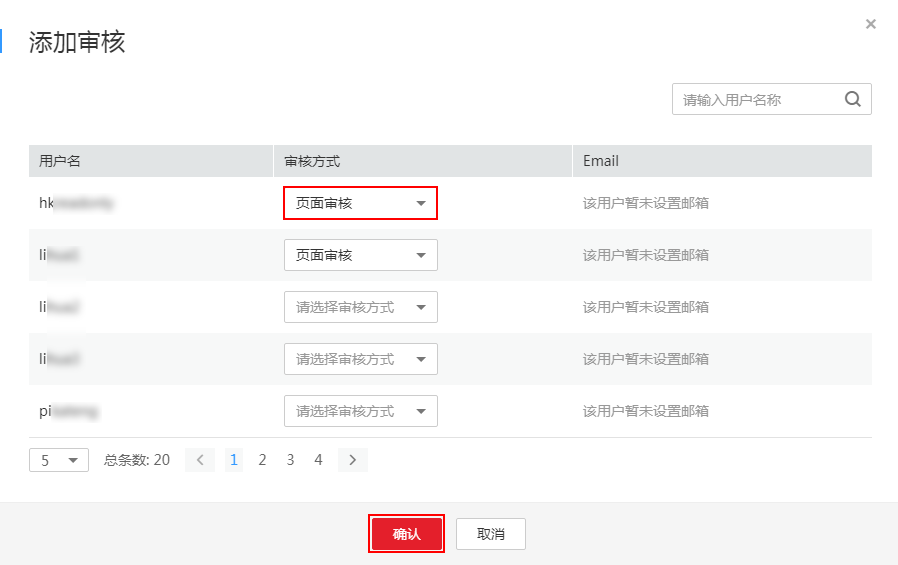 添加审核
请输入用户名称
用户名 审核方式 Email
hk 页面审核 该用户暂未设置邮箱
li 页面审核 该用户暂未设置邮箱
li 请选择审核方式 该用户暂未设置邮箱
li 请选择审核方式 该用户暂未设置邮箱
pi 请选择审核方式 该用户暂未设置邮箱
5 总条数: 20 < 1 2 3 4 >
确认 取消